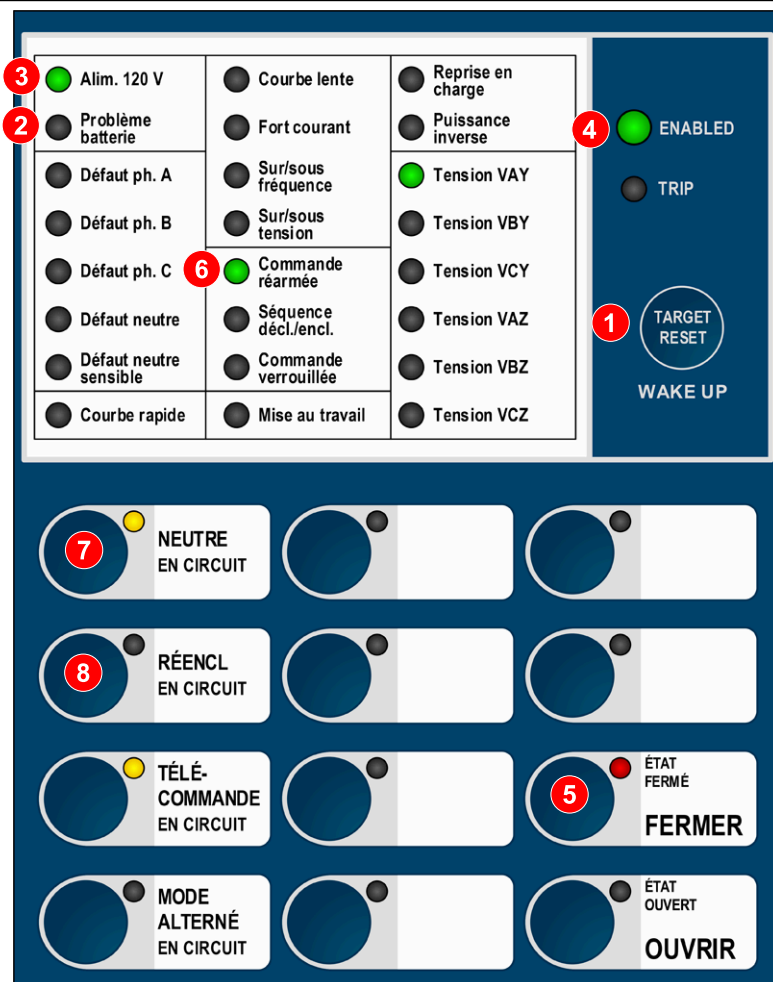 3
Alim. 120 V
2
Problème
batterie
Défaut ph. A
Défaut ph. B
Défaut ph. C
Défaut neutre
Défaut neutre
sensible
Courbe rapide
Courbe lente
Fort courant
Sur/sous
fréquence
Sur/sous
tension
6
Commande
réarmée
Séquence
décl./encl.
Commande
verrouillée
Mise au travail
Reprise en
charge
Puissance
inverse
Tension VAY
Tension VBY
Tension VCY
Tension VAZ
Tension VBZ
Tension VCZ
4
ENABLED
TRIP
1
TARGET
RESET
WAKE UP
7
NEUTRE
EN CIRCUIT
8
RÉENCL
EN CIRCUIT
TÉLÉ-
COMMANDE
EN CIRCUIT
5
ÉTAT
FERMÉ
FERMER
MODE
ALTERNÉ
EN CIRCUIT
ÉTAT
OUVERT
OUVRIR